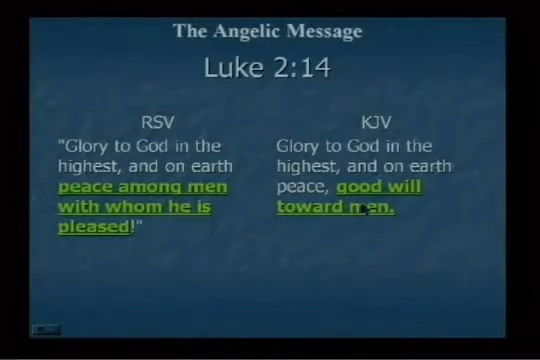 The Angelic Message
Luke 2:14
RSV
"Glory to God in the
highest, and on earth
peace among men
with whom he is
pleased!"
KJV
Glory to God in the
highest, and on earth
peace, good will
toward men.